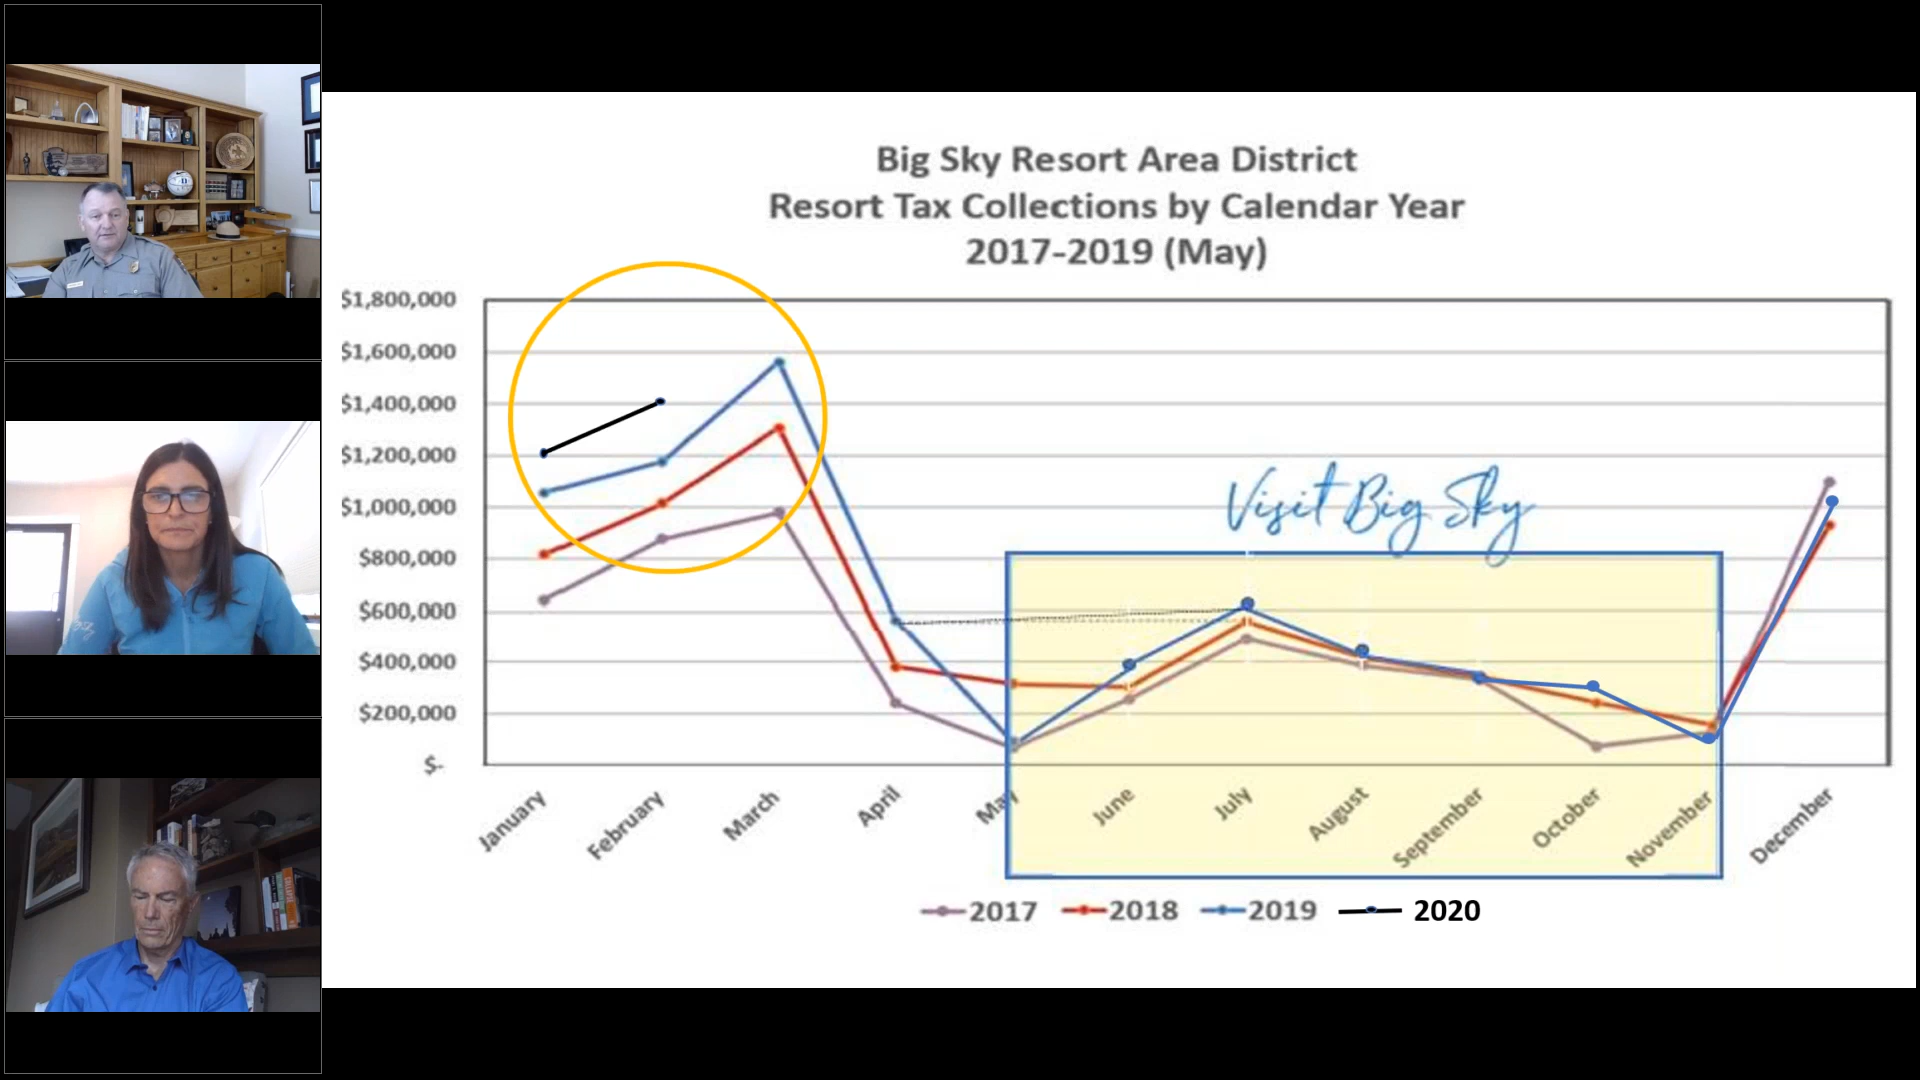 Big Sky Resort Area District
Resort Tax Collections by Calendar Year
2017-2019 (May)
$1,800,000
$1,600,000
$1,400,000
$1,200,000
$1,000,000
$800,000
$600,000
$400,000
$200,000
$-
Visit Big Sky
January
February
March
April
May
June
July
August
September
October
November
December
2017
2018
2019
2020